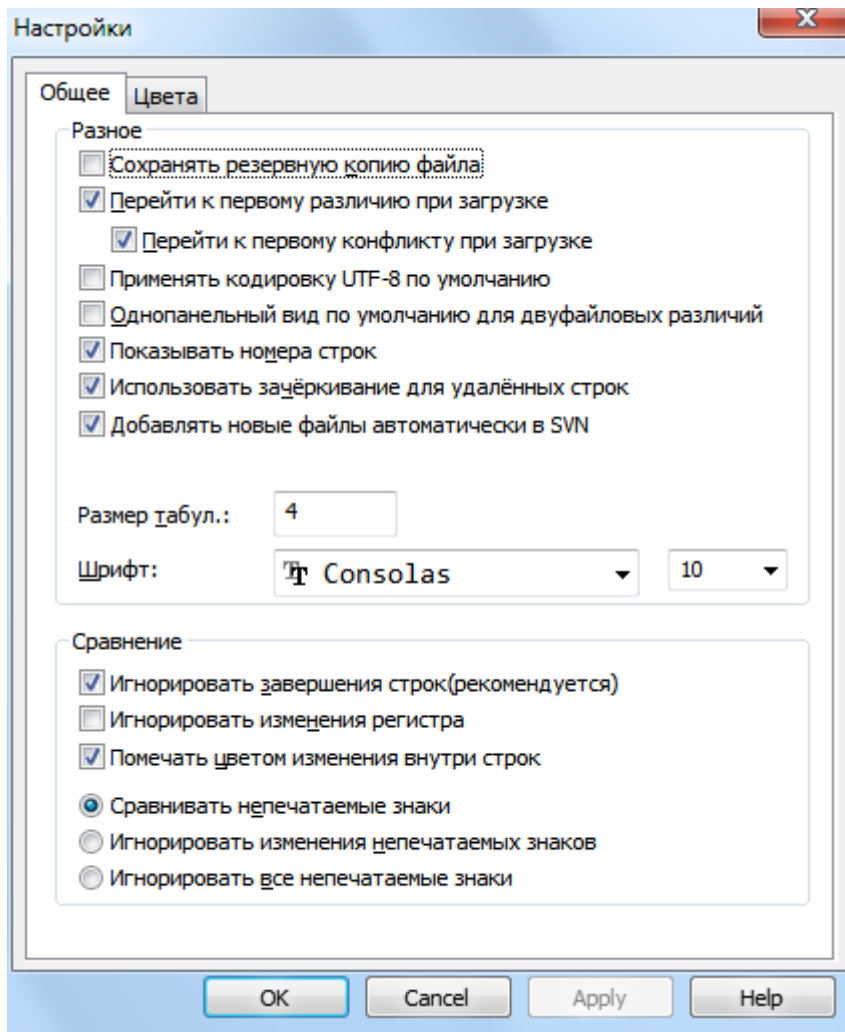 Настройки
Общее
Цвета
Разное
Сохранять резервную копию файла
Перейти к первому различию при загрузке
Перейти к первому конфликту при загрузке
Применять кодировку UTF-8 по умолчанию
Однопанельный вид по умолчанию для двуфайловых различий
Показывать номера строк
Использовать зачёркивание для удалённых строк
Добавлять новые файлы автоматически в SVN
Размер табул.: 4
Шрифт: Consolas 10
Сравнение
Игнорировать завершения строк(рекомендуется)
Игнорировать изменения регистра
Помечать цветом изменения внутри строк
Сравнивать непечатаемые знаки
Игнорировать изменения непечатаемых знаков
Игнорировать все непечатаемые знаки
OK Cancel Apply Help